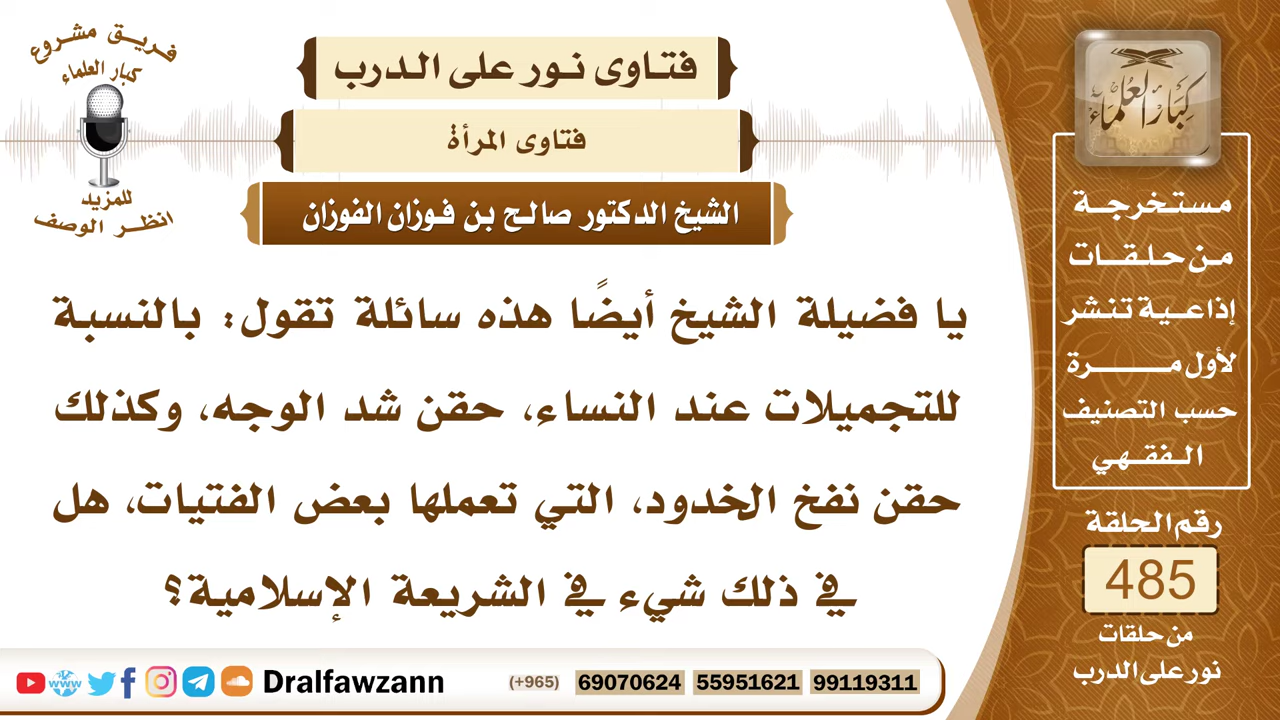 فريق مشروع
كبار العلماء
للمزيد
انظر الوصف
فتاوى نور على الدرب
فتاوى المرأة
الشيخ الدكتور صالح بن فوزان الفوزان
يا فضيلة الشيخ أيضًا هذه سائلة تقول: بالنسبة
للتجميلات عند النساء، حقن شد الوجه، وكذلك
حقن نفخ الخدود، التي تعملها بعض الفتيات، هل
في ذلك شيء في الشريعة الإسلامية؟
كبار العلماء
مستخرجة
من حلقات
إذاعية تنشر
لأول مرة
حسب التصنيف
الفقهي
رقم الحلقة
485
من حلقات
نور على الدرب
www
Dralfawzann
(+965) 69070624 55951621 99119311